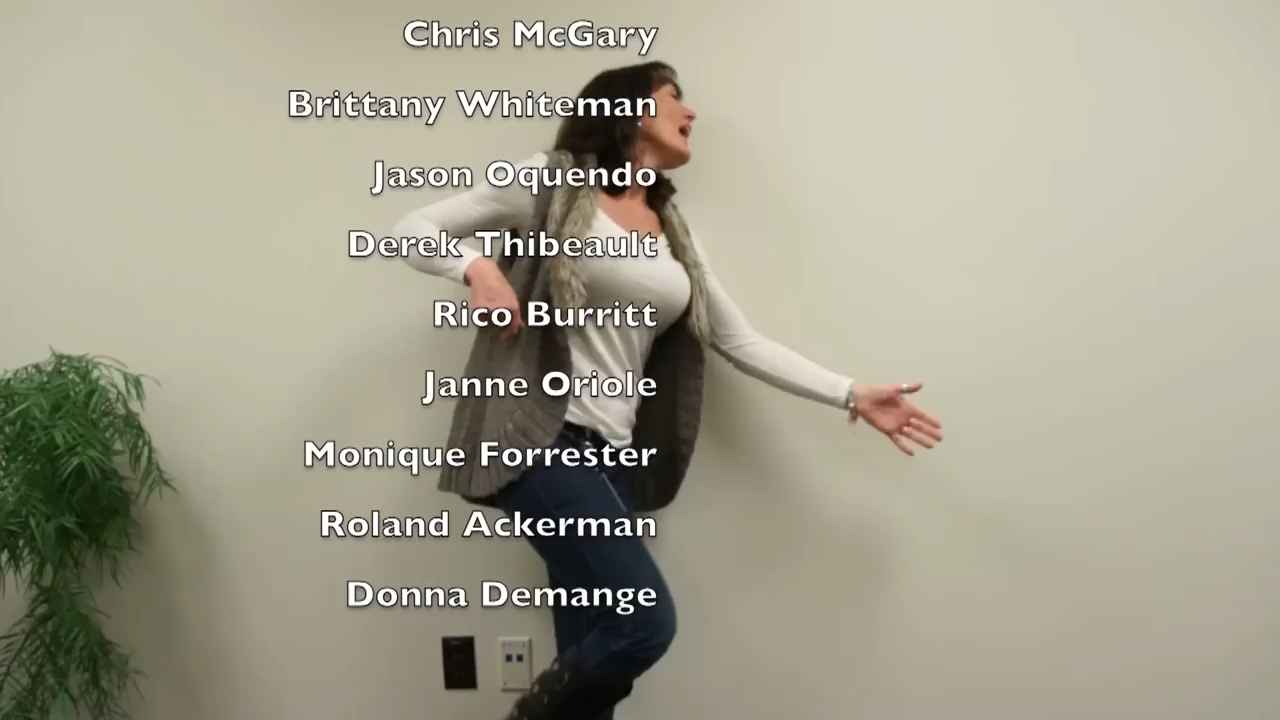 Chris McGary
Brittany Whiteman
Jason Oquendo
Derek Thibeault
Rico Burritt
Janne Oriole
Monique Forrester
Roland Ackerman
Donna Demange